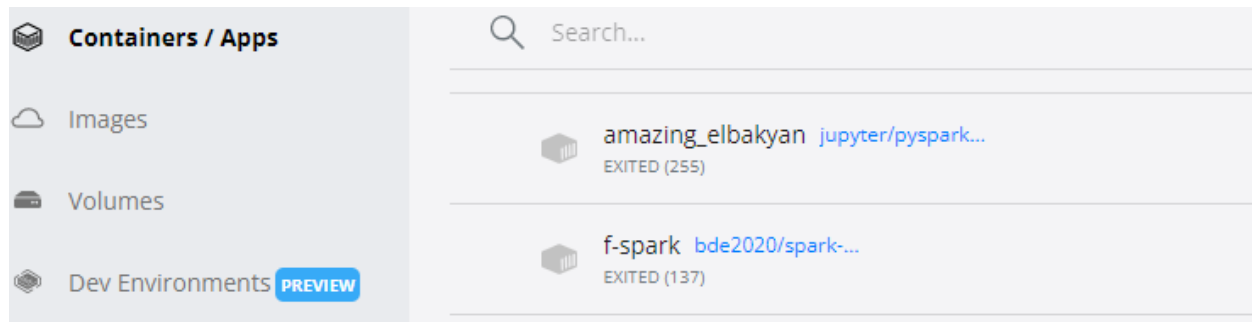 Containers / Apps
Images
Volumes
Dev Environments PREVIEW
Search...
amazing_elbakyan jupyter/pyspark...
EXITED (255)
f-spark bde2020/spark-...
EXITED (137)